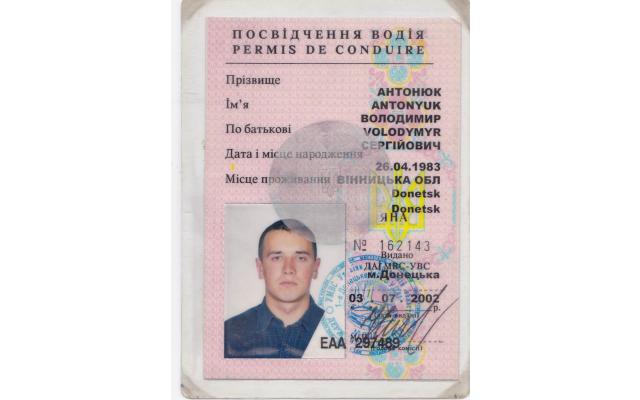 ПОСВІДЧЕННЯ ВОДІЯ
PERMIS DE CONDUIRE
Прізвище
АНТОНЮК
Ім'я
ANTONYUK
ВОЛОДИМИР
По батькові
VOLODYMYR
СЕРГІЙОВИЧ
Дата і місце народження
26.04.1983
Місце проживання ВІННИЦЬКА ОБЛ
Donetsk
Donetsk
ЯНА
№ 162143
Видано
ДАІ МВС-УВС
м.Донецька
03 07 2002 р.
ЕАА 297489